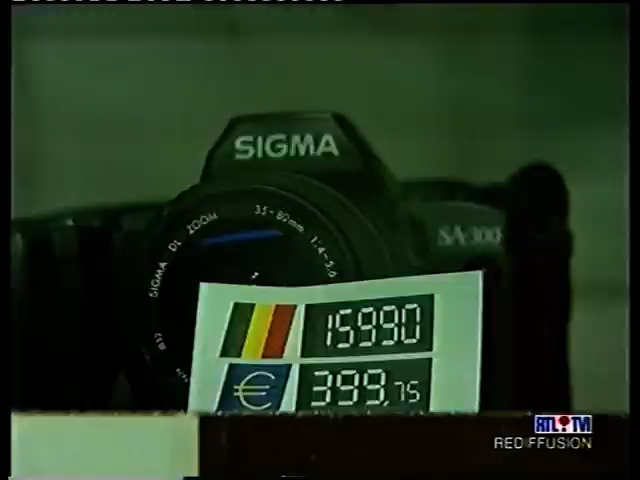 SIGMA
SIGMA DL ZOOM 35-80mm 1:4-5.6
SA-300
15990
€ 399,75
RTL TVI
REDIFFUSION